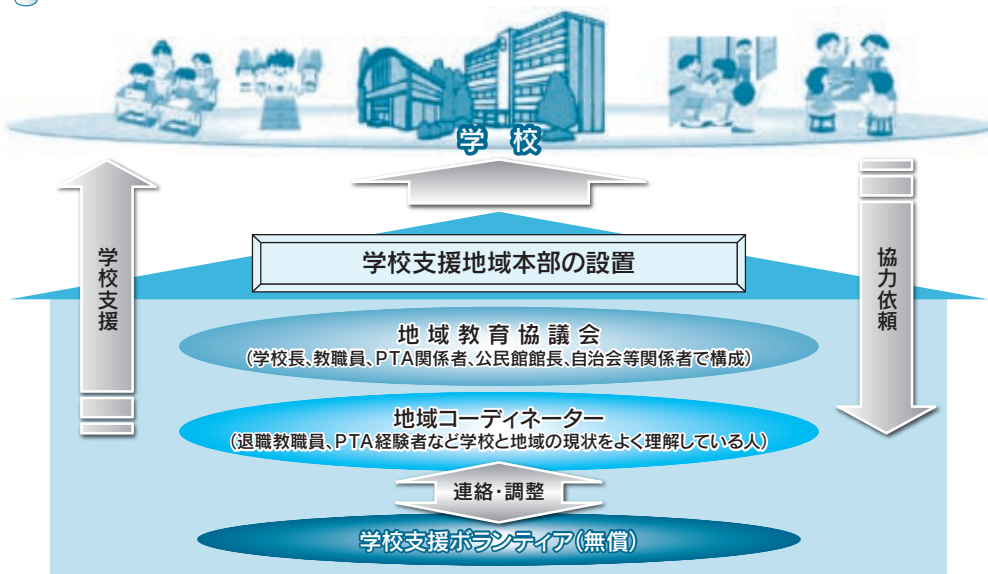 学校
学校支援
協力依頼
学校支援地域本部の設置
地域教育協議会
(学校長、教職員、PTA関係者、公民館館長、自治会等関係者で構成)
地域コーディネーター
(退職教職員、PTA経験者など学校と地域の現状をよく理解している人)
連絡・調整
学校支援ボランティア(無償)